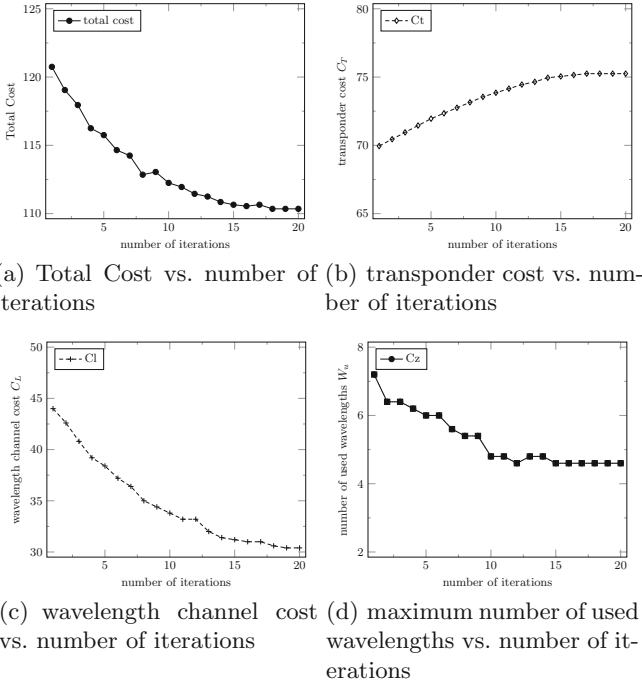 125
120
115
110
Total Cost
total cost
5
10
15
20
number of iterations
80
75
70
65
transponder cost C_T
Ct
5
10
15
20
number of iterations
(a) Total Cost vs. number of
iterations
(b) transponder cost vs. num-
ber of iterations
50
45
40
35
30
wavelength channel cost C_L
Cl
5
10
15
20
number of iterations
8
6
4
2
number of used wavelengths W_u
Cz
5
10
15
20
number of iterations
(c) wavelength channel cost
vs. number of iterations
(d) maximum number of used
wavelengths vs. number of it-
erations